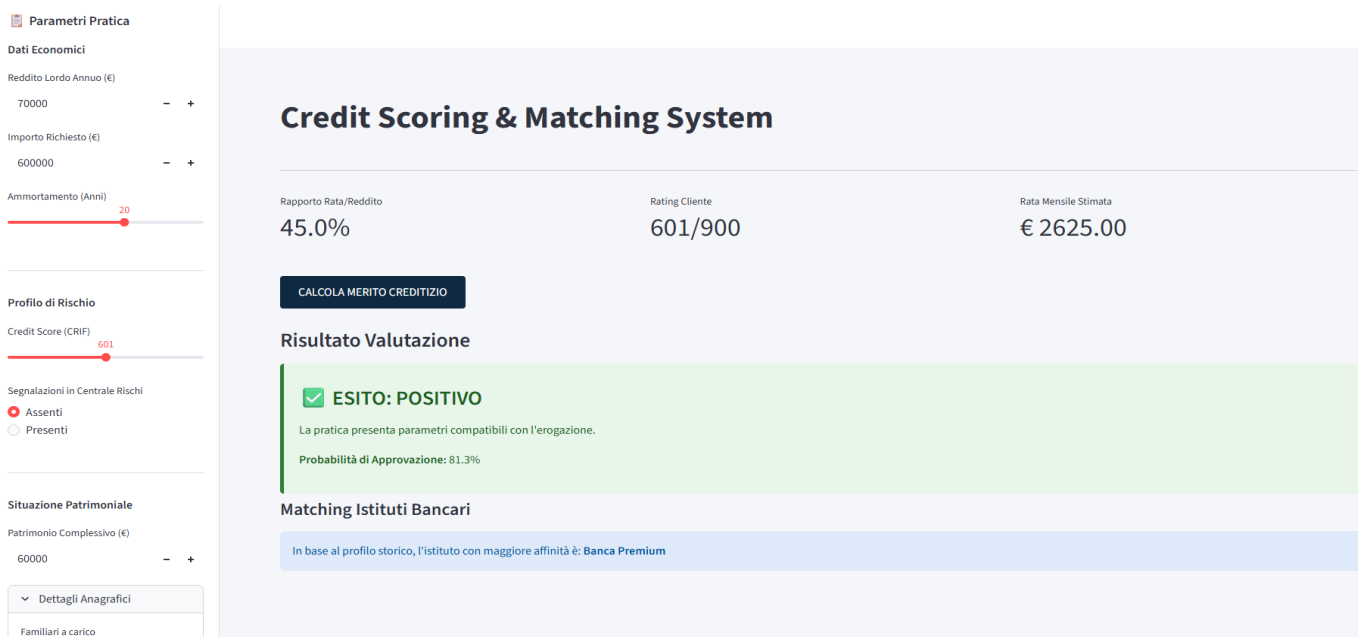 📋 Parametri Pratica
Dati Economici
Reddito Lordo Annuo (€)
70000 − +
Importo Richiesto (€)
600000 − +
Ammortamento (Anni)
20
Profilo di Rischio
Credit Score (CRIF)
601
Segnalazioni in Centrale Rischi
Assenti
Presenti
Situazione Patrimoniale
Patrimonio Complessivo (€)
60000 − +
Dettagli Anagrafici
Familiari a carico
Credit Scoring & Matching System
Rapporto Rata/Reddito
45.0%
Rating Cliente
601/900
Rata Mensile Stimata
€ 2625.00
CALCOLA MERITO CREDITIZIO
Risultato Valutazione
✅ ESITO: POSITIVO
La pratica presenta parametri compatibili con l'erogazione.
Probabilità di Approvazione: 81.3%
Matching Istituti Bancari
In base al profilo storico, l'istituto con maggiore affinità è: Banca Premium